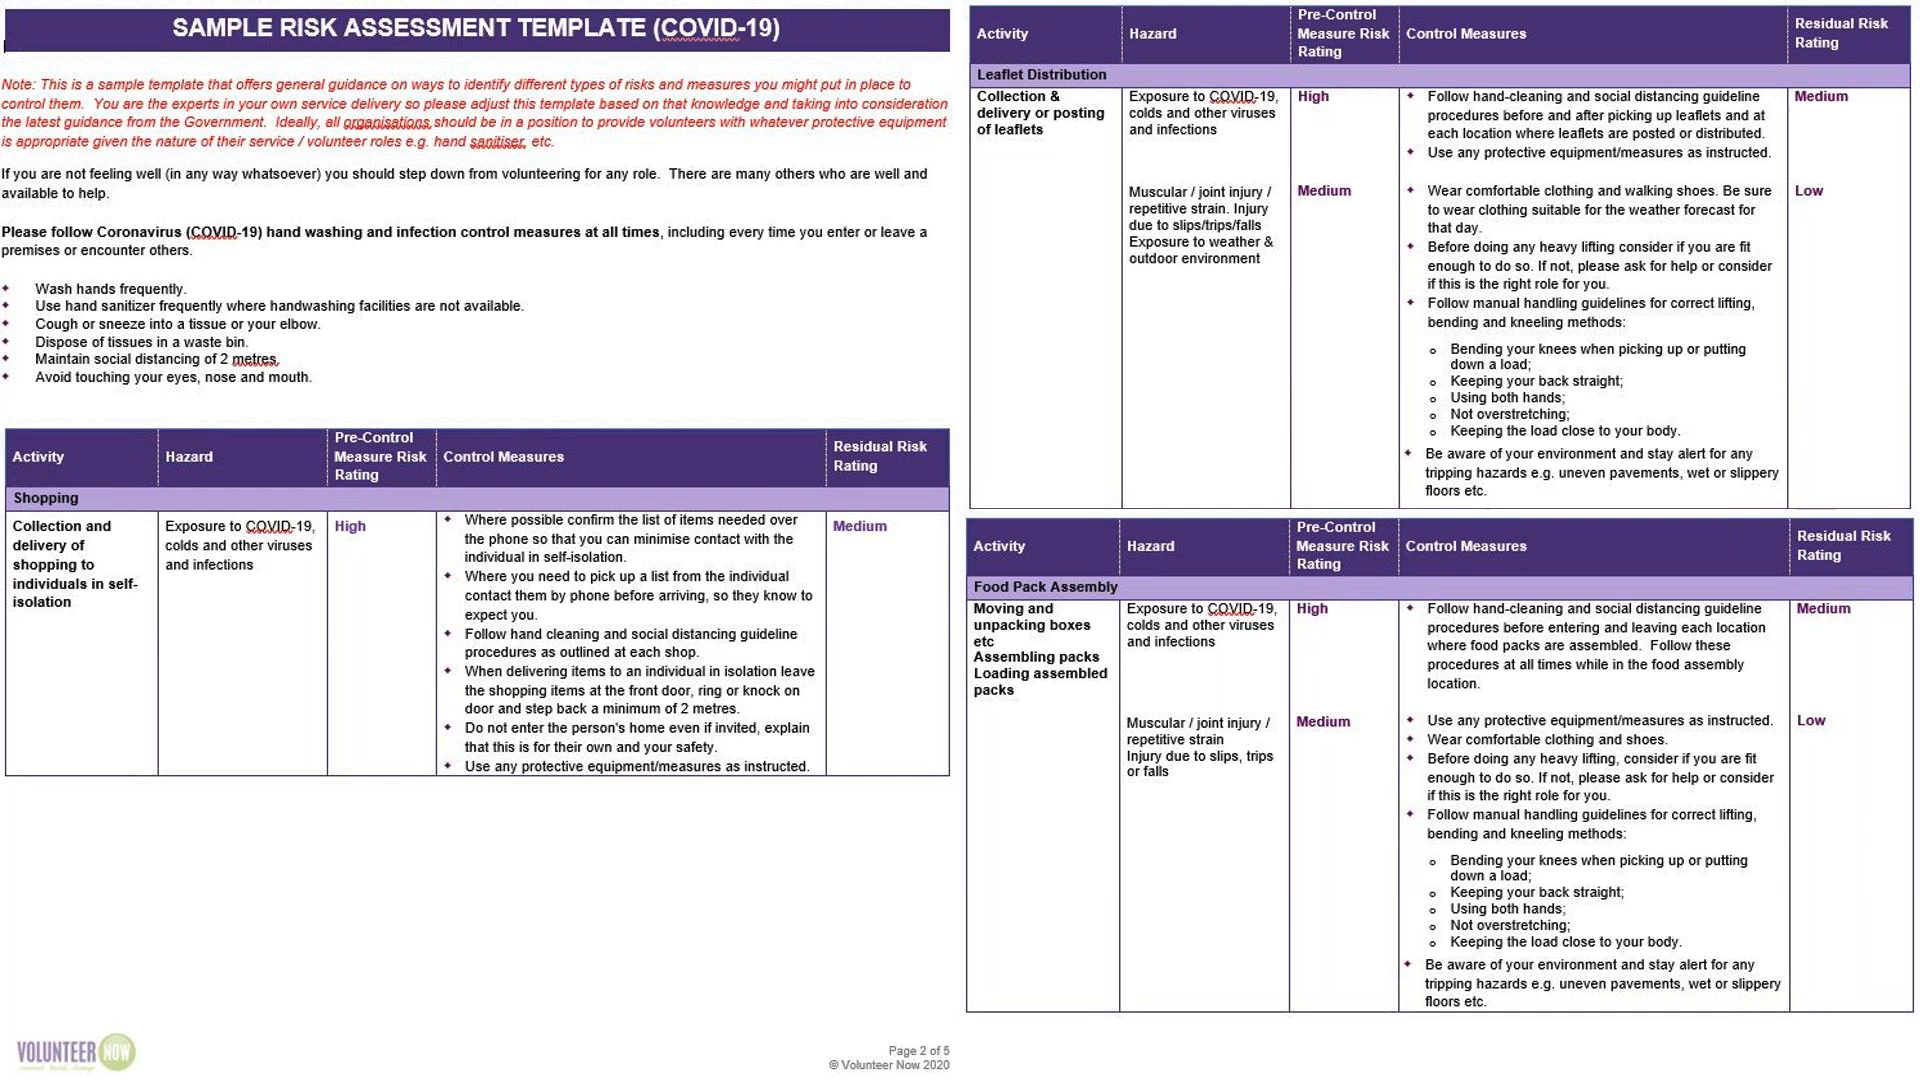 SAMPLE RISK ASSESSMENT TEMPLATE (COVID-19)
Note: This is a sample template that offers general guidance on ways to identify different types of risks and measures you might put in place to
control them.  You are the experts in your own service delivery so please adjust this template based on that knowledge and taking into consideration
the latest guidance from the Government.  Ideally, all organisations should be in a position to provide volunteers with whatever protective equipment
is appropriate given the nature of their service / volunteer roles e.g. hand sanitiser, etc.
If you are not feeling well (in any way whatsoever) you should step down from volunteering for any role.  There are many others who are well and
available to help.
Please follow Coronavirus (COVID-19) hand washing and infection control measures at all times, including every time you enter or leave a
premises or encounter others.
Wash hands frequently.
Use hand sanitizer frequently where handwashing facilities are not available.
Cough or sneeze into a tissue or your elbow.
Dispose of tissues in a waste bin.
Maintain social distancing of 2 metres.
Avoid touching your eyes, nose and mouth.
Activity
Hazard
Pre-Control
Measure Risk
Rating
Control Measures
Residual Risk
Rating
Shopping
Collection and
delivery of
shopping to
individuals in self-
isolation
Exposure to COVID-19,
colds and other viruses
and infections
High
Where possible confirm the list of items needed over
the phone so that you can minimise contact with the
individual in self-isolation.
Where you need to pick up a list from the individual
contact them by phone before arriving, so they know to
expect you.
Follow hand cleaning and social distancing guideline
procedures as outlined at each shop.
When delivering items to an individual in isolation leave
the shopping items at the front door, ring or knock on
door and step back a minimum of 2 metres.
Do not enter the person's home even if invited, explain
that this is for their own and your safety.
Use any protective equipment/measures as instructed.
Medium
VOLUNTEER NOW
Page 2 of 5
© Volunteer Now 2020
Activity
Hazard
Pre-Control
Measure Risk
Rating
Control Measures
Residual Risk
Rating
Leaflet Distribution
Collection &
delivery or posting
of leaflets
Exposure to COVID-19,
colds and other viruses
and infections
High
Follow hand-cleaning and social distancing guideline
procedures before and after picking up leaflets and at
each location where leaflets are posted or distributed.
Use any protective equipment/measures as instructed.
Medium
Muscular / joint injury /
repetitive strain. Injury
due to slips/trips/falls
Exposure to weather &
outdoor environment
Medium
Wear comfortable clothing and walking shoes. Be sure
to wear clothing suitable for the weather forecast for
that day.
Before doing any heavy lifting consider if you are fit
enough to do so. If not, please ask for help or consider
if this is the right role for you.
Follow manual handling guidelines for correct lifting,
bending and kneeling methods:
Bending your knees when picking up or putting
down a load;
Keeping your back straight;
Using both hands;
Not overstretching;
Keeping the load close to your body.
Be aware of your environment and stay alert for any
tripping hazards e.g. uneven pavements, wet or slippery
floors etc.
Low
Activity
Hazard
Pre-Control
Measure Risk
Rating
Control Measures
Residual Risk
Rating
Food Pack Assembly
Moving and
unpacking boxes
etc
Assembling packs
Loading assembled
packs
Exposure to COVID-19,
colds and other viruses
and infections
High
Follow hand-cleaning and social distancing guideline
procedures before entering and leaving each location
where food packs are assembled.  Follow these
procedures at all times while in the food assembly
location.
Medium
Muscular / joint injury /
repetitive strain
Injury due to slips, trips
or falls
Medium
Use any protective equipment/measures as instructed.
Wear comfortable clothing and shoes.
Before doing any heavy lifting, consider if you are fit
enough to do so. If not, please ask for help or consider
if this is the right role for you.
Follow manual handling guidelines for correct lifting,
bending and kneeling methods:
Bending your knees when picking up or putting
down a load;
Keeping your back straight;
Using both hands;
Not overstretching;
Keeping the load close to your body.
Be aware of your environment and stay alert for any
tripping hazards e.g. uneven pavements, wet or slippery
floors etc.
Low